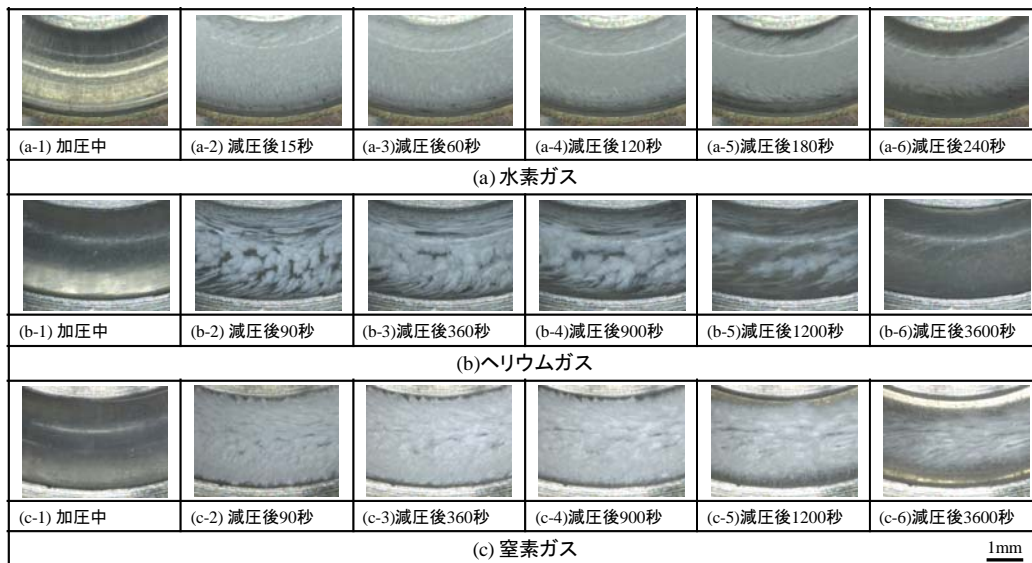 (a-1) 加圧中 (a-2) 減圧後15秒 (a-3)減圧後60秒 (a-4)減圧後120秒 (a-5)減圧後180秒 (a-6)減圧後240秒
(a) 水素ガス
(b-1) 加圧中 (b-2) 減圧後90秒 (b-3)減圧後360秒 (b-4)減圧後900秒 (b-5)減圧後1200秒 (b-6)減圧後3600秒
(b)ヘリウムガス
(c-1) 加圧中 (c-2) 減圧後90秒 (c-3)減圧後360秒 (c-4)減圧後900秒 (c-5)減圧後1200秒 (c-6)減圧後3600秒
(c) 窒素ガス 1mm